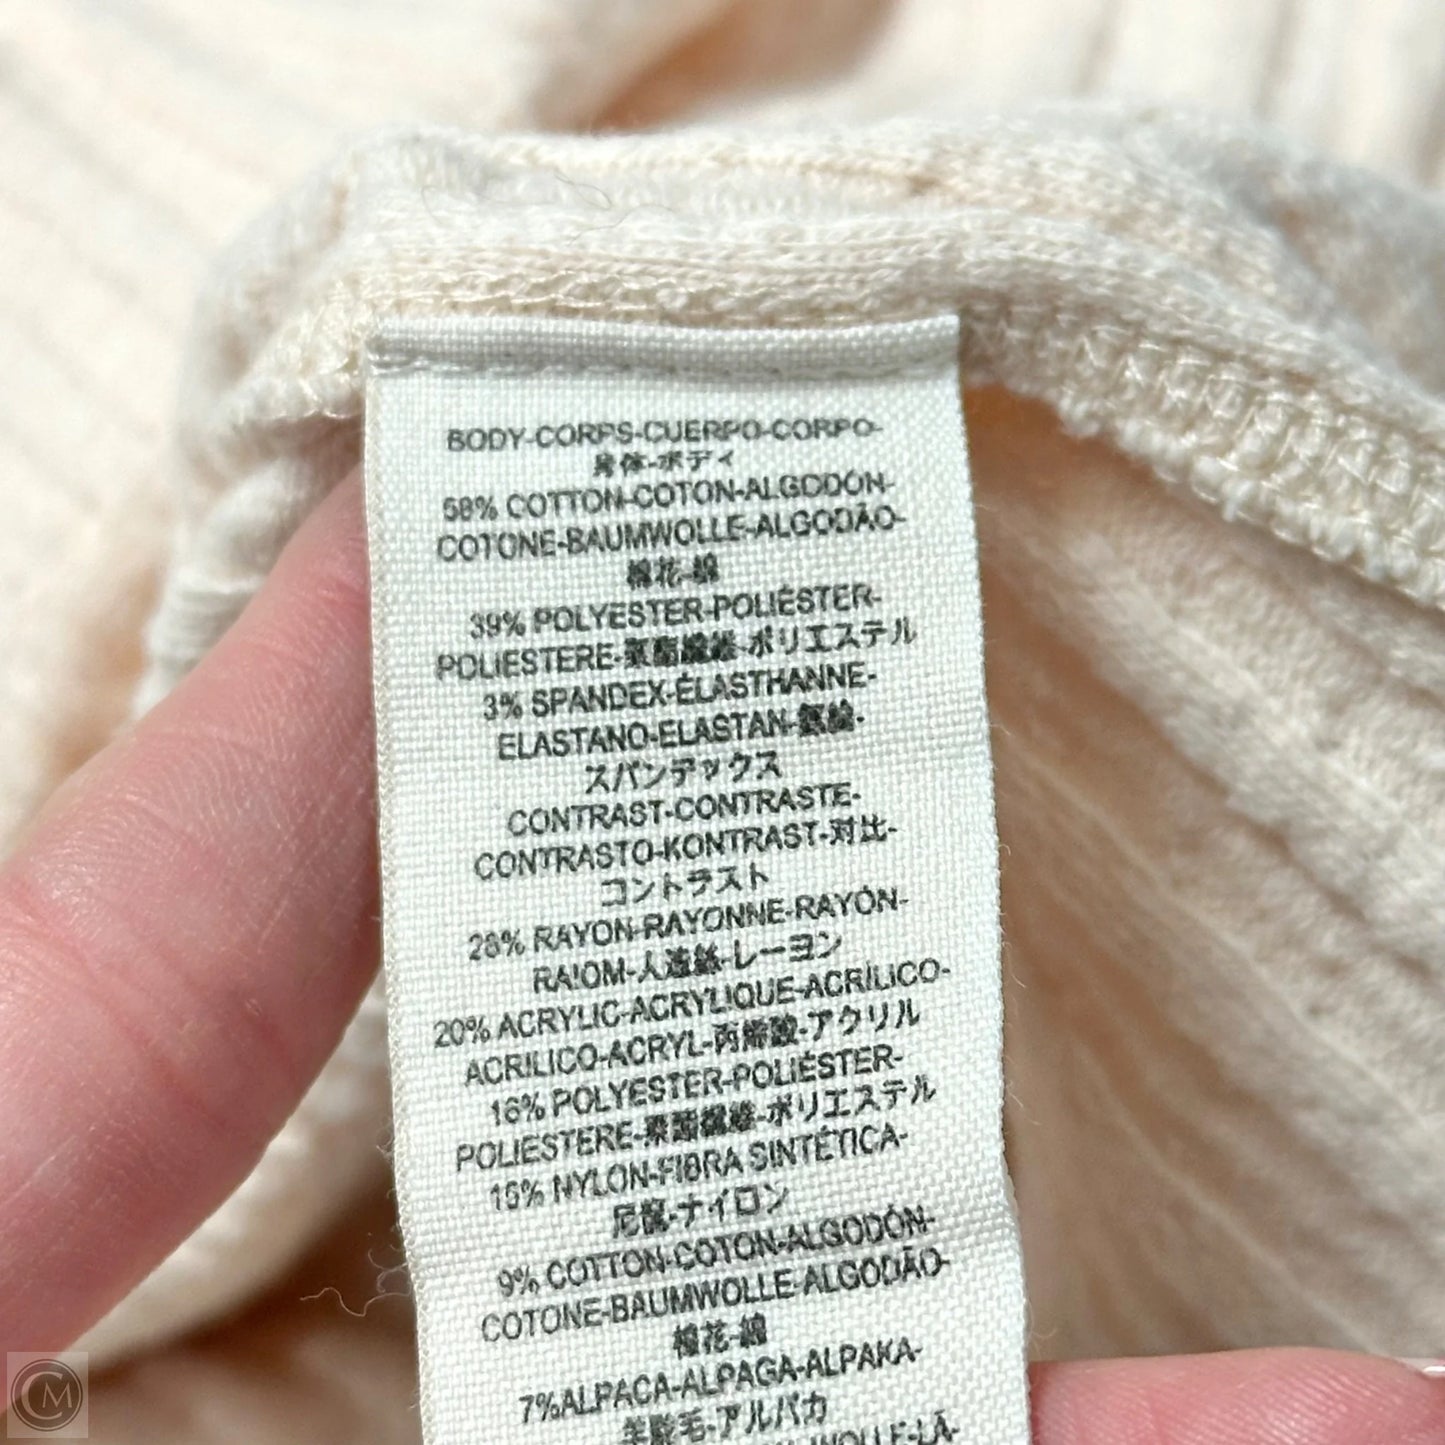 BODY-CORPS-CUERPO-CORPO-
身体-ボディ
58% COTTON-COTON-ALGODÓN-
COTONE-BAUMWOLLE-ALGODÃO-
棉花-綿
39% POLYESTER-POLIÉSTER-
POLIESTERE-聚酯纖維-ポリエステル
3% SPANDEX-ÉLASTHANNE-
ELASTANO-ELASTAN-氨綸-
スパンデックス
CONTRAST-CONTRASTE-
CONTRASTO-KONTRAST-对比-
コントラスト
28% RAYON-RAYONNE-RAYÓN-
RAIOM-人造絲-レーヨン
20% ACRYLIC-ACRYLIQUE-ACRÍLICO-
ACRILICO-ACRYL-丙烯酸-アクリル
16% POLYESTER-POLIÉSTER-
POLIESTERE-聚酯纖維-ポリエステル
15% NYLON-FIBRA SINTÉTICA-
尼龍-ナイロン
9% COTTON-COTON-ALGODÓN-
COTONE-BAUMWOLLE-ALGODÃO-
棉花-綿
7%ALPACA-ALPAGA-ALPAKA-
羊駝毛-アルパカ
CM